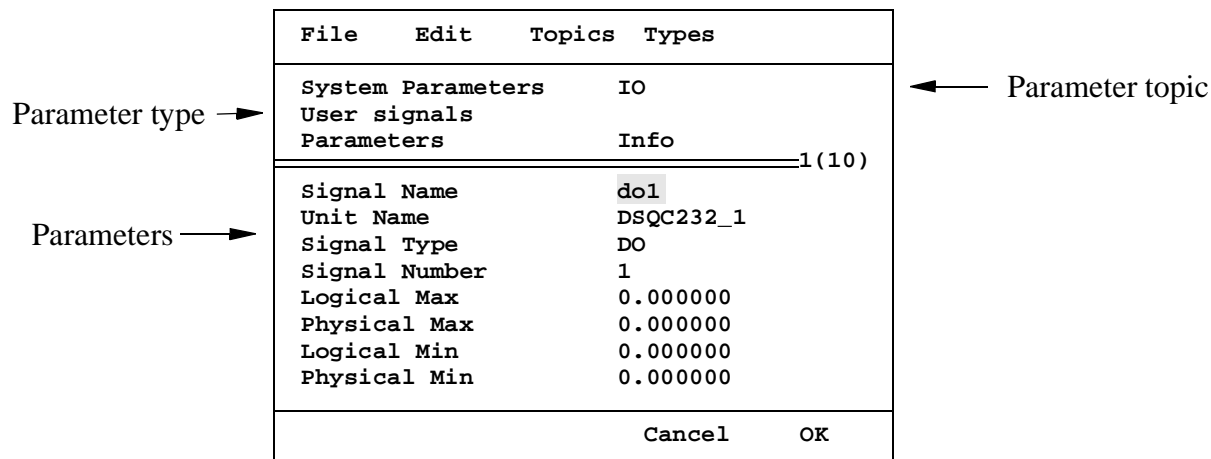 File Edit Topics Types
System Parameters IO
Parameter topic
Parameter type
User signals
Parameters Info
1(10)
Signal Name do1
Unit Name DSQC232_1
Parameters
Signal Type DO
Signal Number 1
Logical Max 0.000000
Physical Max 0.000000
Logical Min 0.000000
Physical Min 0.000000
Cancel OK